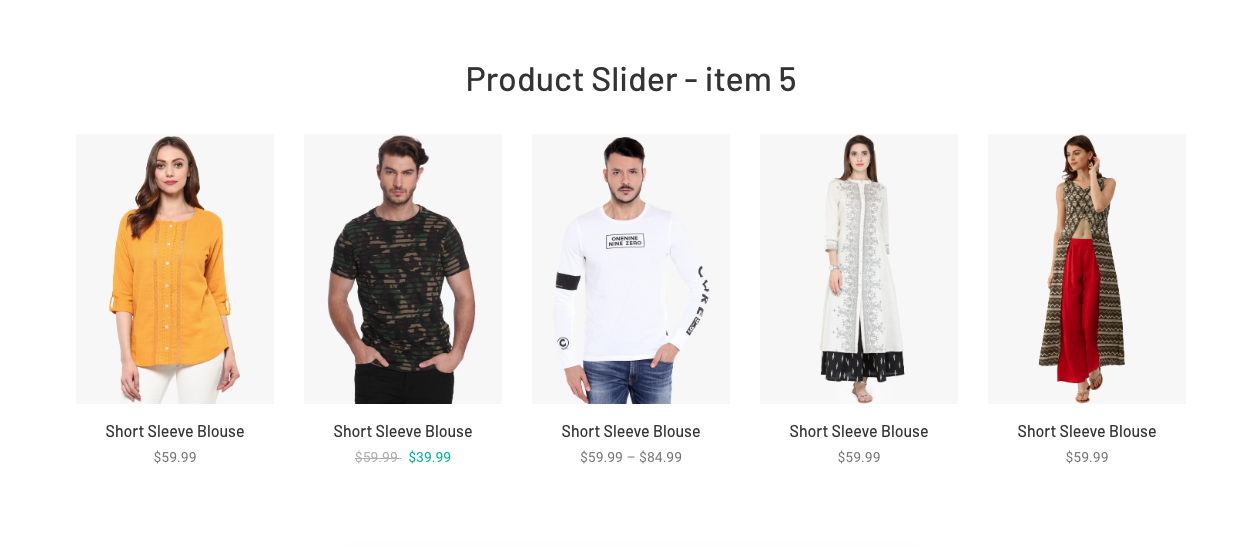 Product Slider - item 5
ONENINE
NINE ZERO
Short Sleeve Blouse
$59.99
Short Sleeve Blouse
$59.99 $39.99
Short Sleeve Blouse
$59.99 – $84.99
Short Sleeve Blouse
$59.99
Short Sleeve Blouse
$59.99